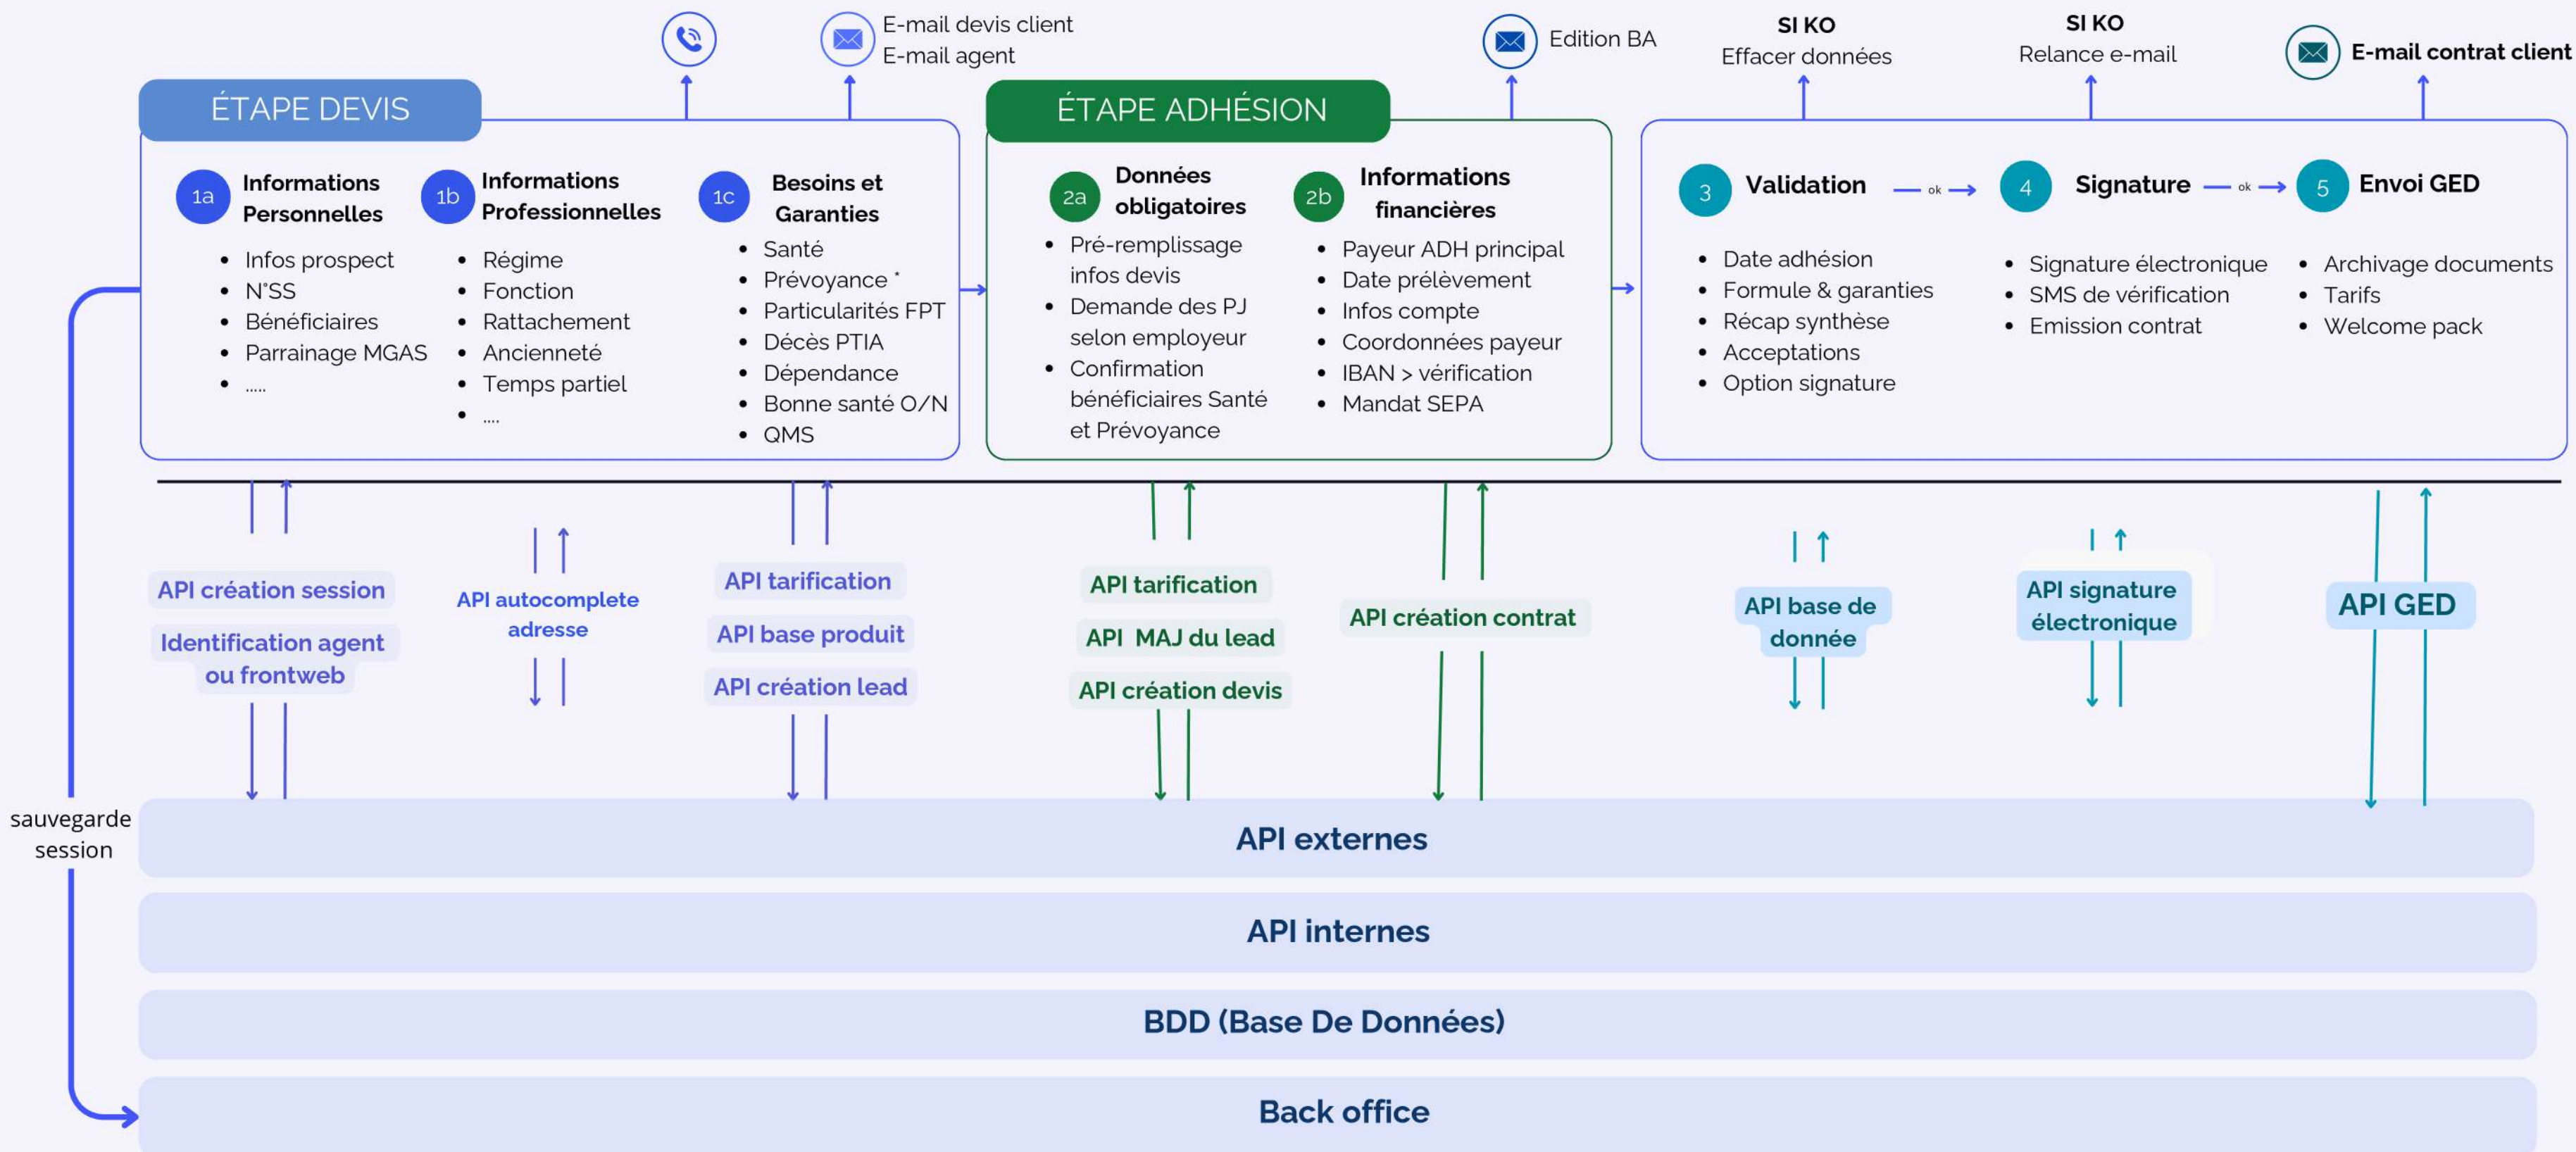 E-mail devis client
E-mail agent
Edition BA
SI KO
Effacer données
SI KO
Relance e-mail
E-mail contrat client
ÉTAPE DEVIS
1a
Informations
Personnelles
• Infos prospect
• N°SS
• Bénéficiaires
• Parrainage MGAS
• .....
1b
Informations
Professionnelles
• Régime
• Fonction
• Rattachement
• Ancienneté
• Temps partiel
• ....
1c
Besoins et
Garanties
• Santé
• Prévoyance *
• Particularités FPT
• Décès PTIA
• Dépendance
• Bonne santé O/N
• QMS
ÉTAPE ADHÉSION
2a
Données
obligatoires
• Pré-remplissage
infos devis
• Demande des PJ
selon employeur
• Confirmation
bénéficiaires Santé
et Prévoyance
2b
Informations
financières
• Payeur ADH principal
• Date prélèvement
• Infos compte
• Coordonnées payeur
• IBAN > vérification
• Mandat SEPA
3
Validation
• Date adhésion
• Formule & garanties
• Récap synthèse
• Acceptations
• Option signature
ok
4
Signature
• Signature électronique
• SMS de vérification
• Emission contrat
ok
5
Envoi GED
• Archivage documents
• Tarifs
• Welcome pack
API création session
Identification agent
ou frontweb
API autocomplete
adresse
API tarification
API base produit
API création lead
API tarification
API MAJ du lead
API création devis
API création contrat
API base de
donnée
API signature
électronique
API GED
sauvegarde
session
API externes
API internes
BDD (Base De Données)
Back office